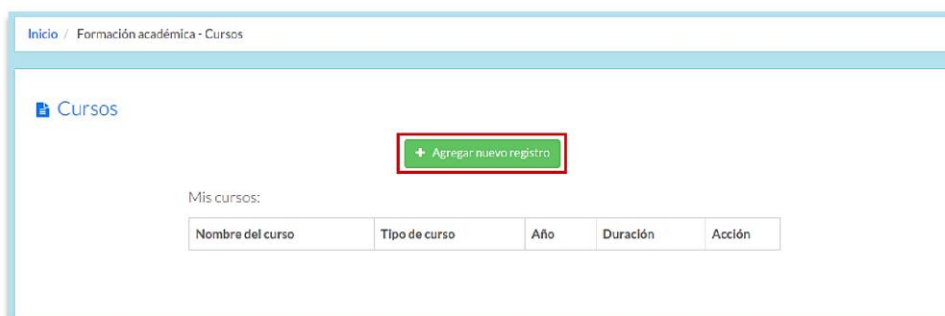 Inicio / Formación académica - Cursos
Cursos
+ Agregar nuevo registro
Mis cursos:
Nombre del curso Tipo de curso Año Duración Acción